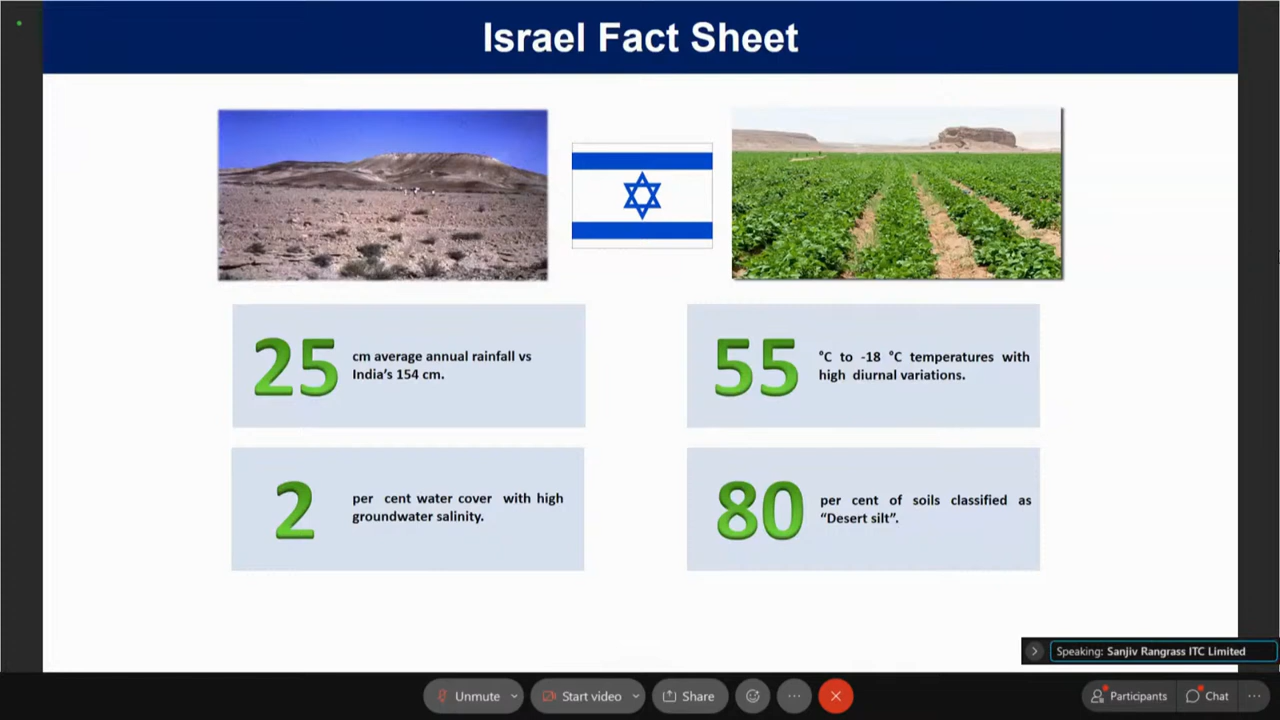 Israel Fact Sheet
25
cm average annual rainfall vs
India's 154 cm.
55
°C to -18 °C temperatures with
high diurnal variations.
2
per cent water cover with high
groundwater salinity.
80
per cent of soils classified as
“Desert silt”.
Speaking: Sanjiv Rangrass ITC Limited
Unmute
Start video
Share
Participants
Chat